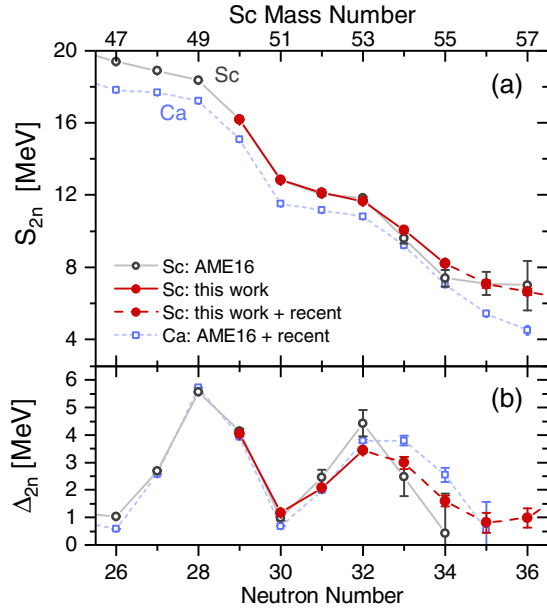 Sc Mass Number
47 49 51 53 55 57
20
16
12
8
4
S2n [MeV]
(a)
Sc
Ca
Sc: AME16
Sc: this work
Sc: this work + recent
Ca: AME16 + recent
6
5
4
3
2
1
0
Δ2n [MeV]
(b)
26 28 30 32 34 36
Neutron Number